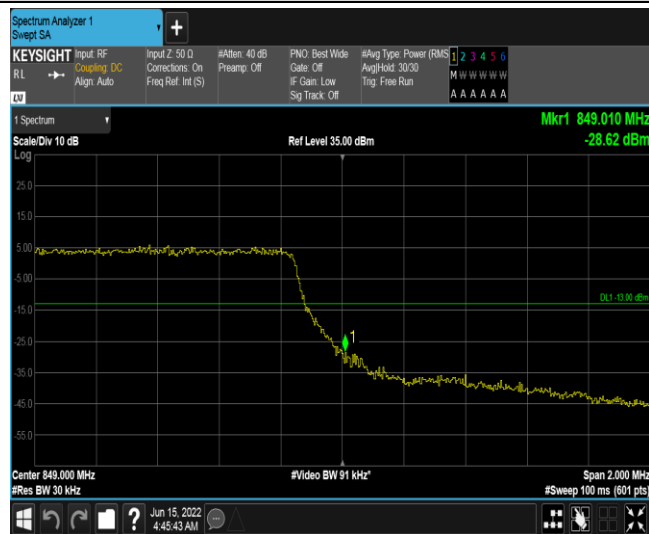 Spectrum Analyzer 1
Swept SA
+
KEYSIGHT
RL
LXI
Input: RF
Coupling: DC
Align: Auto
Input Z: 50 Ω
Corrections: On
Freq Ref: Int (S)
#Atten: 40 dB
Preamp: Off
PNO: Best Wide
Gate: Off
IF Gain: Low
Sig Track: Off
#Avg Type: Power (RMS
Avg|Hold: 30/30
Trig: Free Run
1 2 3 4 5 6
M W W W W W
A A A A A A
1 Spectrum
Scale/Div 10 dB
Log
Ref Level 35.00 dBm
Mkr1 849.010 MHz
-28.62 dBm
25.0
15.0
5.00
-5.00
DL1 -13.00 dBm
-15.0
-25.0
1
-35.0
-45.0
-55.0
Center 849.000 MHz
#Video BW 91 kHz*
Span 2.000 MHz
#Res BW 30 kHz
#Sweep 100 ms (601 pts)
?
Jun 15, 2022
4:45:43 AM